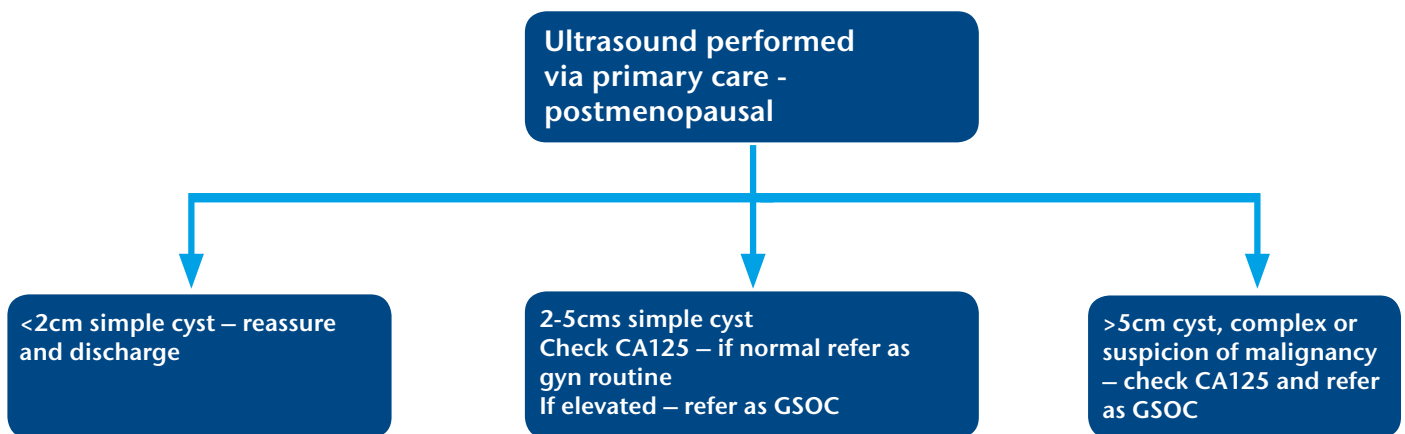 Ultrasound performed
via primary care -
postmenopausal
<2cm simple cyst – reassure
and discharge
2-5cms simple cyst
Check CA125 – if normal refer as
gyn routine
If elevated – refer as GSOC
>5cm cyst, complex or
suspicion of malignancy
– check CA125 and refer
as GSOC